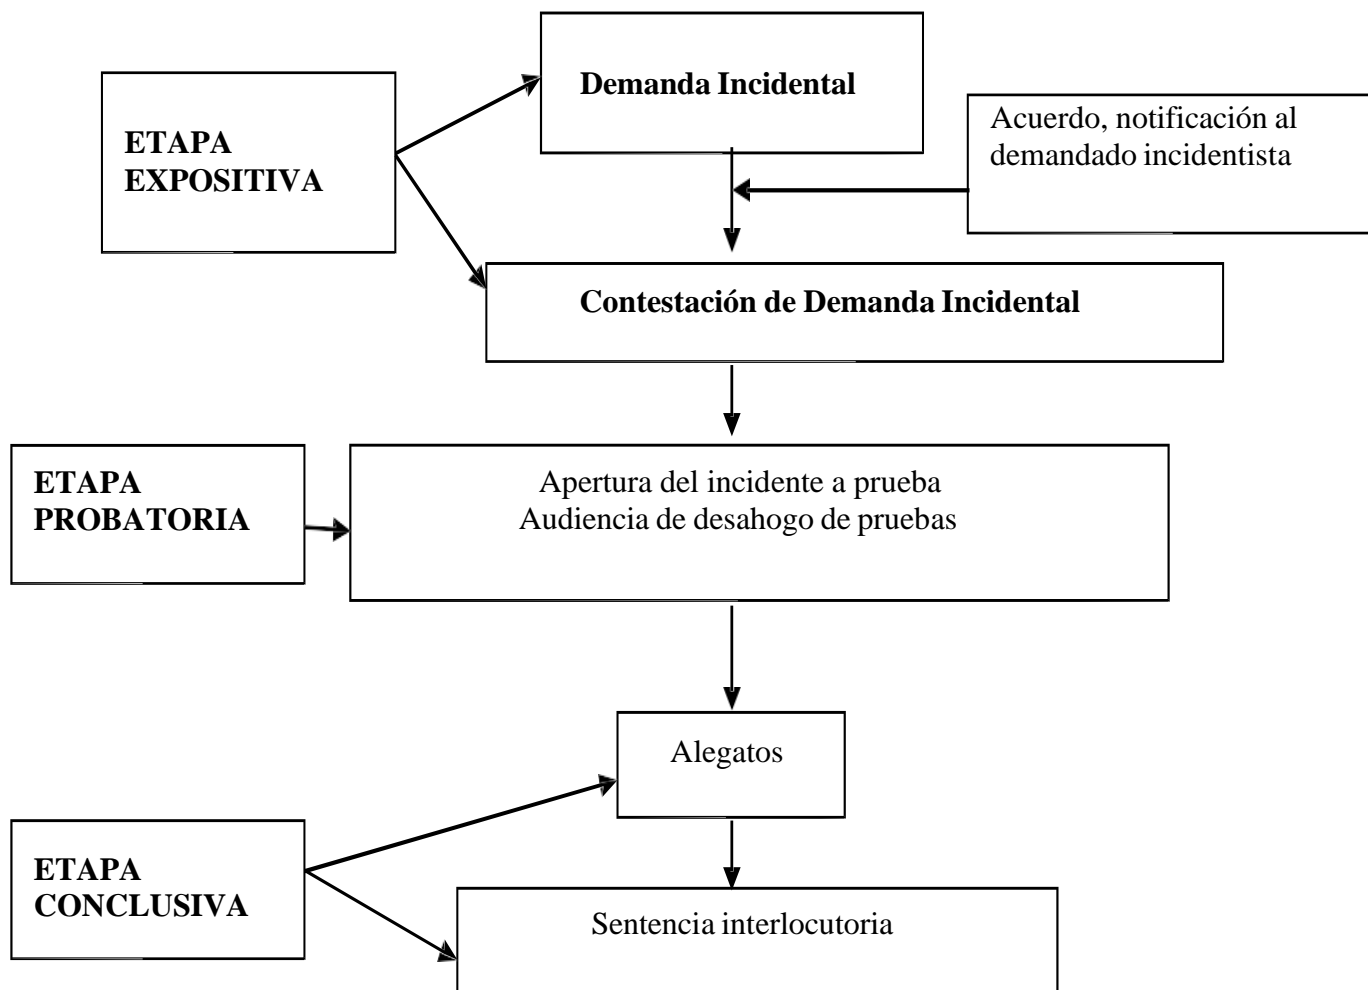 Demanda Incidental
ETAPA
EXPOSITIVA
Acuerdo, notificación al
demandado incidentista
Contestación de Demanda Incidental
ETAPA
PROBATORIA
Apertura del incidente a prueba
Audiencia de desahogo de pruebas
Alegatos
ETAPA
CONCLUSIVA
Sentencia interlocutoria